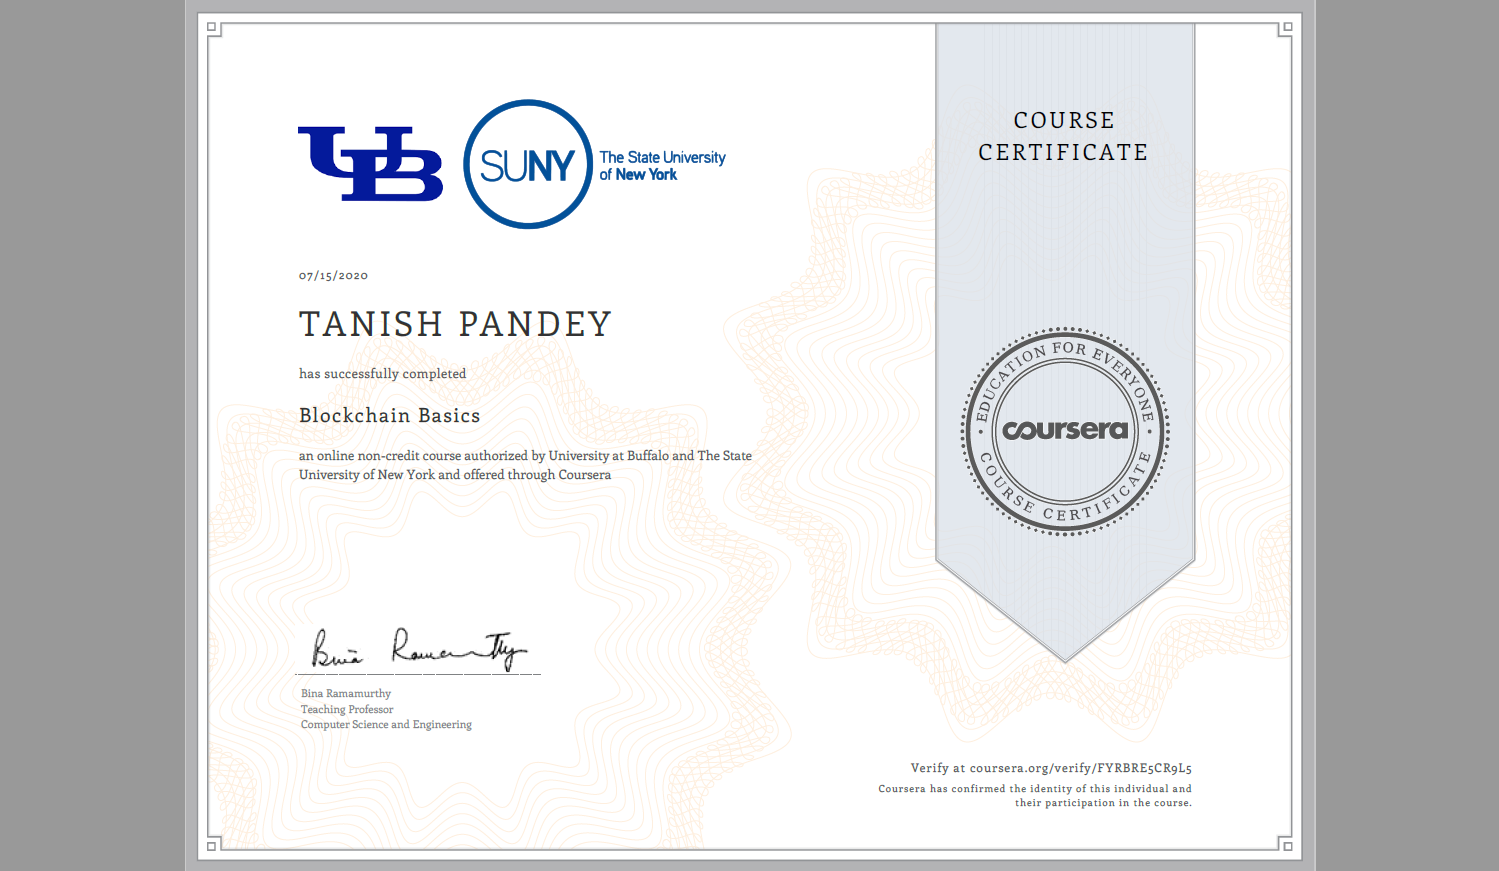 UB
SUNY
The State University
of New York
COURSE
CERTIFICATE
07/15/2020
TANISH PANDEY
has successfully completed
Blockchain Basics
an online non-credit course authorized by University at Buffalo and The State
University of New York and offered through Coursera
EDUCATION FOR EVERYONE
coursera
COURSE CERTIFICATE
Bina Ramamurthy
Bina Ramamurthy
Teaching Professor
Computer Science and Engineering
Verify at coursera.org/verify/FYRBRE5CR9L5
Coursera has confirmed the identity of this individual and
their participation in the course.